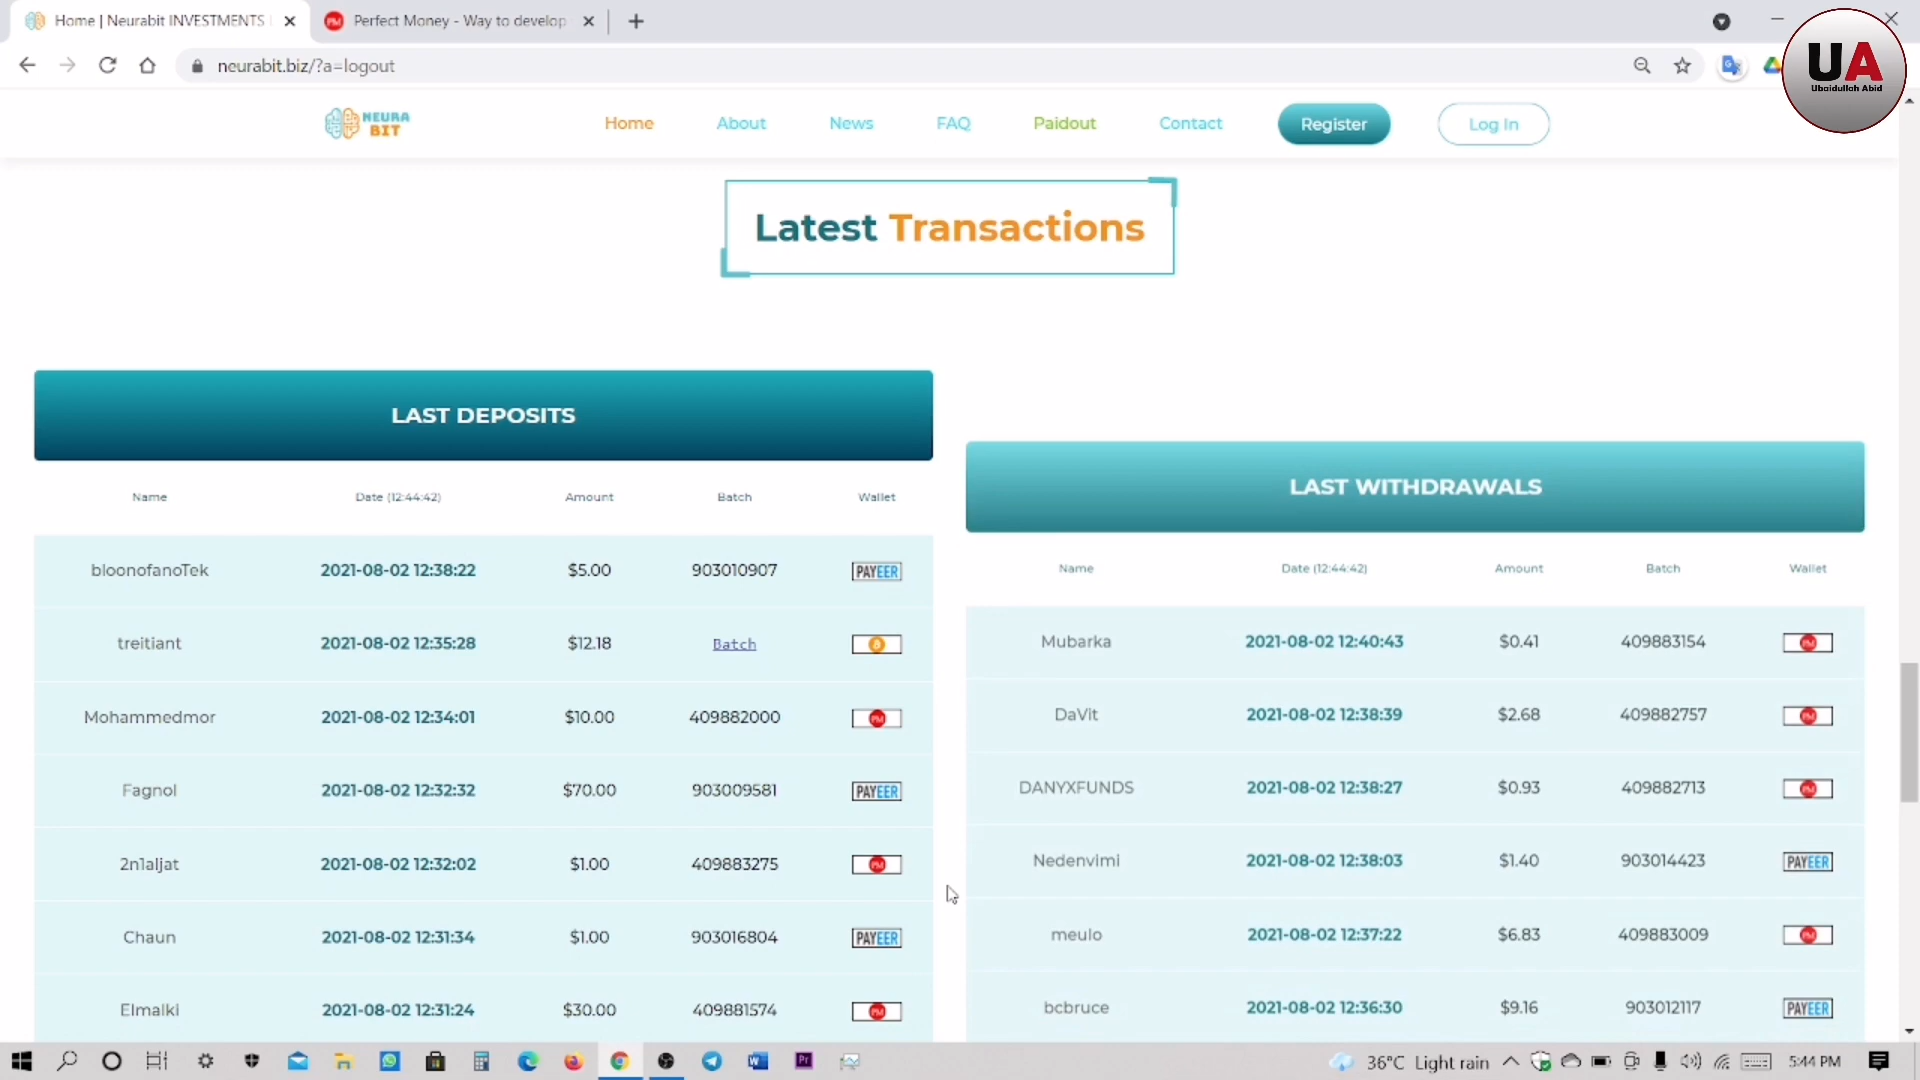 Home | Neurabit INVESTMENTS
Perfect Money - Way to develop
neurabit.biz/?a=logout
UA
Ubaidullah Abid
NEURA
BIT
Home About News FAQ Paidout Contact Register Log In
Latest Transactions
LAST DEPOSITS
Name Date (12:44:42) Amount Batch Wallet
bloonofanoTek 2021-08-02 12:38:22 $5.00 903010907 PAYEER
treitiant 2021-08-02 12:35:28 $12.18 Batch
Mohammedmor 2021-08-02 12:34:01 $10.00 409882000 PM
Fagnol 2021-08-02 12:32:32 $70.00 903009581 PAYEER
2n1aljat 2021-08-02 12:32:02 $1.00 409883275 PM
Chaun 2021-08-02 12:31:34 $1.00 903016804 PAYEER
Elmalki 2021-08-02 12:31:24 $30.00 409881574 PM
LAST WITHDRAWALS
Name Date (12:44:42) Amount Batch Wallet
Mubarka 2021-08-02 12:40:43 $0.41 409883154 PM
DaVit 2021-08-02 12:38:39 $2.68 409882757 PM
DANYXFUNDS 2021-08-02 12:38:27 $0.93 409882713 PM
Nedenvimi 2021-08-02 12:38:03 $1.40 903014423 PAYEER
meulo 2021-08-02 12:37:22 $6.83 409883009 PM
bcbruce 2021-08-02 12:36:30 $9.16 903012117 PAYEER
36°C Light rain 5:44 PM